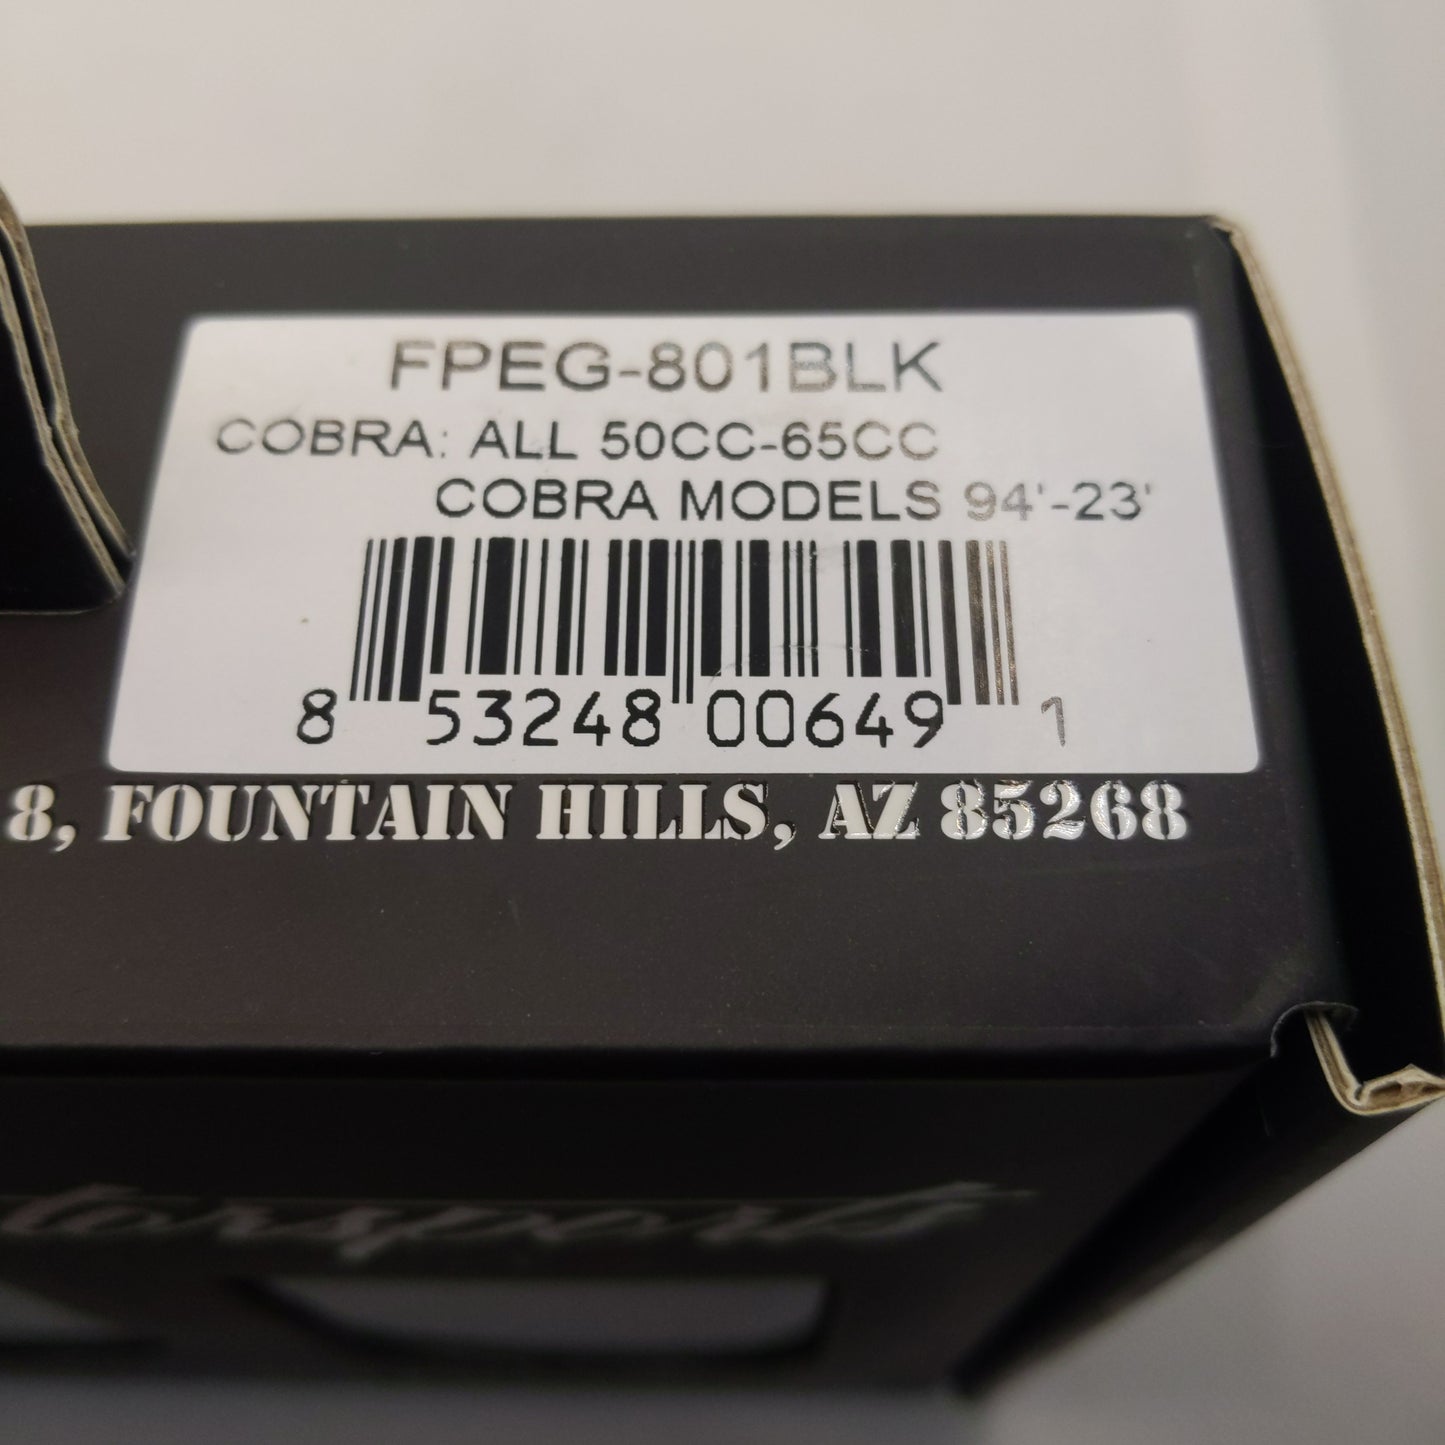 FPEG-801BLK
COBRA: ALL 50CC-65CC
COBRA MODELS 94'-23'
8 53248 00649 1
8, FOUNTAIN HILLS, AZ 85268
torsports